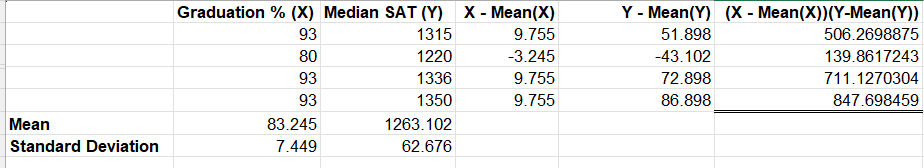 Graduation % (X) Median SAT (Y) X - Mean(X) Y - Mean(Y) (X - Mean(X))(Y-Mean(Y))
93 1315 9.755 51.898 506.2698875
80 1220 -3.245 -43.102 139.8617243
93 1336 9.755 72.898 711.1270304
93 1350 9.755 86.898 847.698459
Mean 83.245 1263.102
Standard Deviation 7.449 62.676